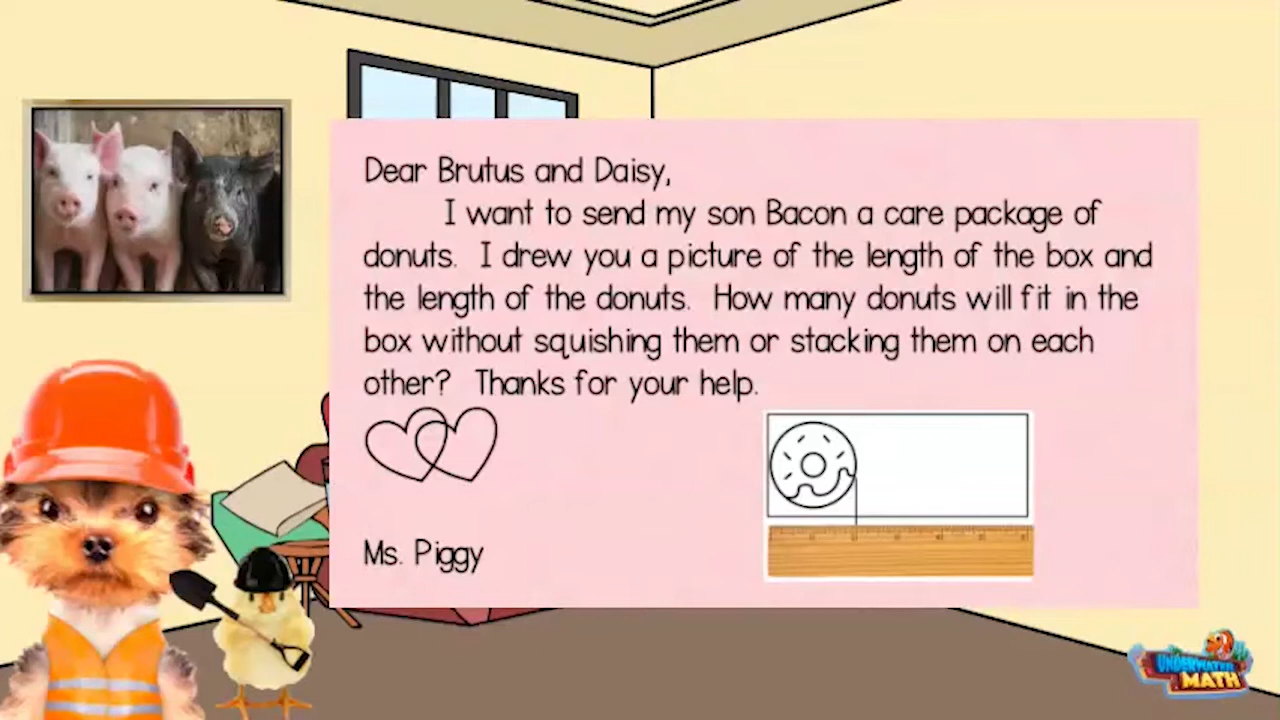 Dear Brutus and Daisy,
I want to send my son Bacon a care package of
donuts. I drew you a picture of the length of the box and
the length of the donuts. How many donuts will fit in the
box without squishing them or stacking them on each
other? Thanks for your help.
Ms. Piggy
UNDERWATER
MATH